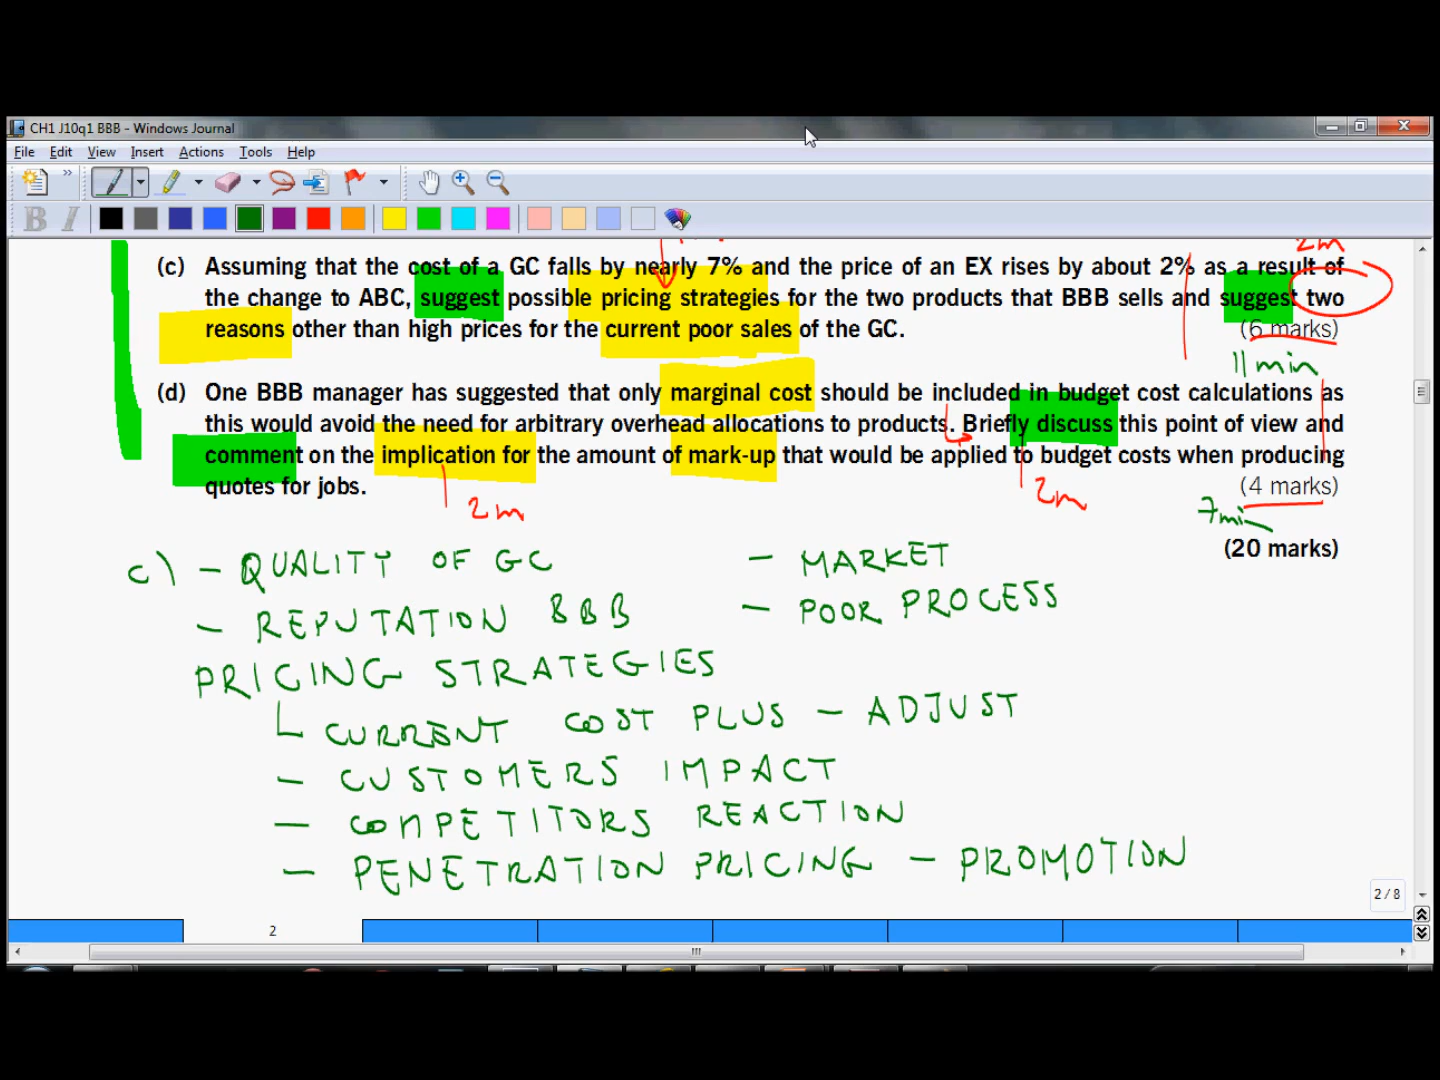 CH1 J10q1 BBB - Windows Journal
File Edit View Insert Actions Tools Help
B I
2m
(c) Assuming that the cost of a GC falls by nearly 7% and the price of an EX rises by about 2% as a result of
the change to ABC, suggest possible pricing strategies for the two products that BBB sells and suggest two
reasons other than high prices for the current poor sales of the GC. (6 marks)
11 min
(d) One BBB manager has suggested that only marginal cost should be included in budget cost calculations as
this would avoid the need for arbitrary overhead allocations to products. Briefly discuss this point of view and
comment on the implication for the amount of mark-up that would be applied to budget costs when producing
quotes for jobs. (4 marks)
2m 2m 7min
(20 marks)
c) - QUALITY OF GC - MARKET
- REPUTATION BBB - POOR PROCESS
PRICING STRATEGIES
CURRENT COST PLUS - ADJUST
- CUSTOMERS IMPACT
- COMPETITORS REACTION
- PENETRATION PRICING - PROMOTION
2 / 8
2